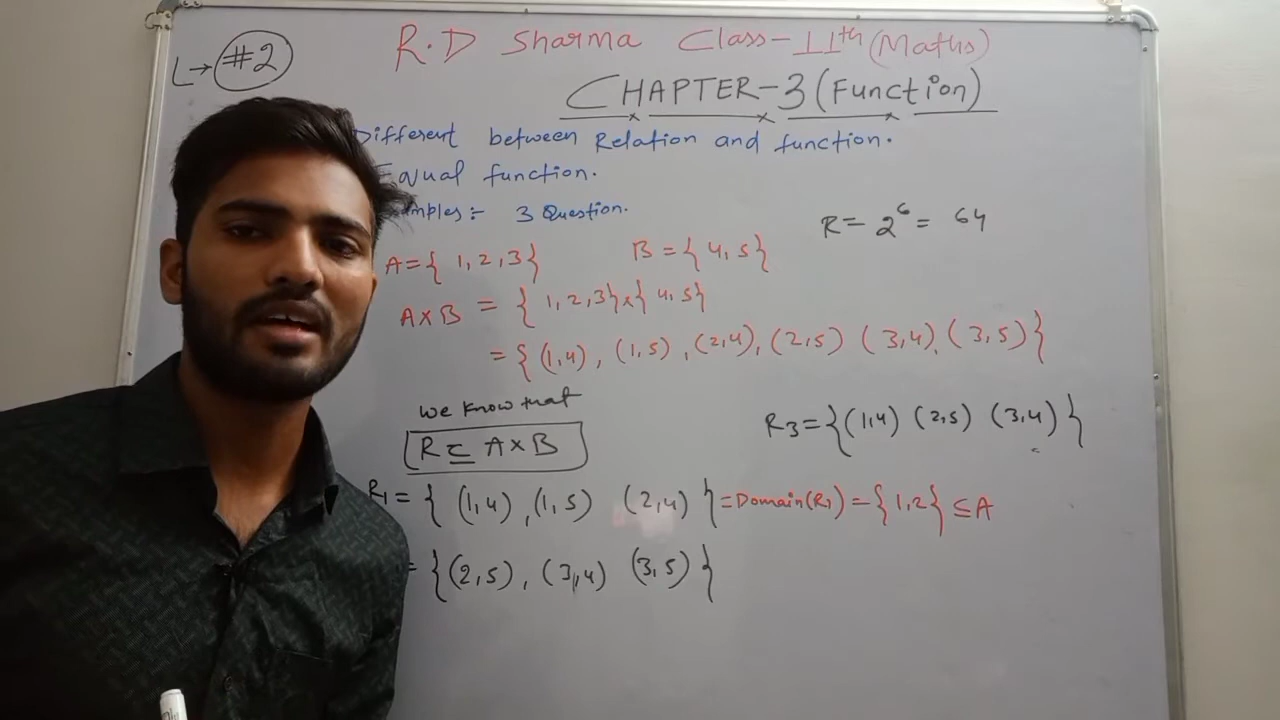 L→ #2
R.D Sharma Class-11th (Maths)
CHAPTER-3 (Function)
Different between Relation and function.
Equal function.
3 Question.
R = 2^6 = 64
A = { 1, 2, 3 } B = { 4, 5 }
A×B = { 1, 2, 3 } × { 4, 5 }
= { (1,4) , (1,5) , (2,4) , (2,5) (3,4) , (3,5) }
we know that
R ⊆ A×B
R3 = { (1,4) (2,5) (3,4) }
R1 = { (1,4) , (1,5) (2,4) } = Domain(R1) = { 1,2 } ⊆ A
= { (2,5) , (3,4) (3,5) }